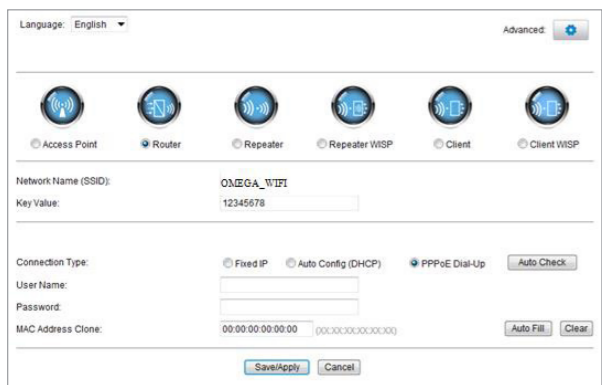 Language: English Advanced:
Access Point Router Repeater Repeater WISP Client Client WISP
Network Name (SSID): OMEGA_WIFI
Key Value: 12345678
Connection Type: Fixed IP Auto Config (DHCP) PPPoE Dial-Up Auto Check
User Name:
Password:
MAC Address Clone: 00:00:00:00:00:00 (XX:XX:XX:XX:XX:XX) Auto Fill Clear
Save/Apply Cancel